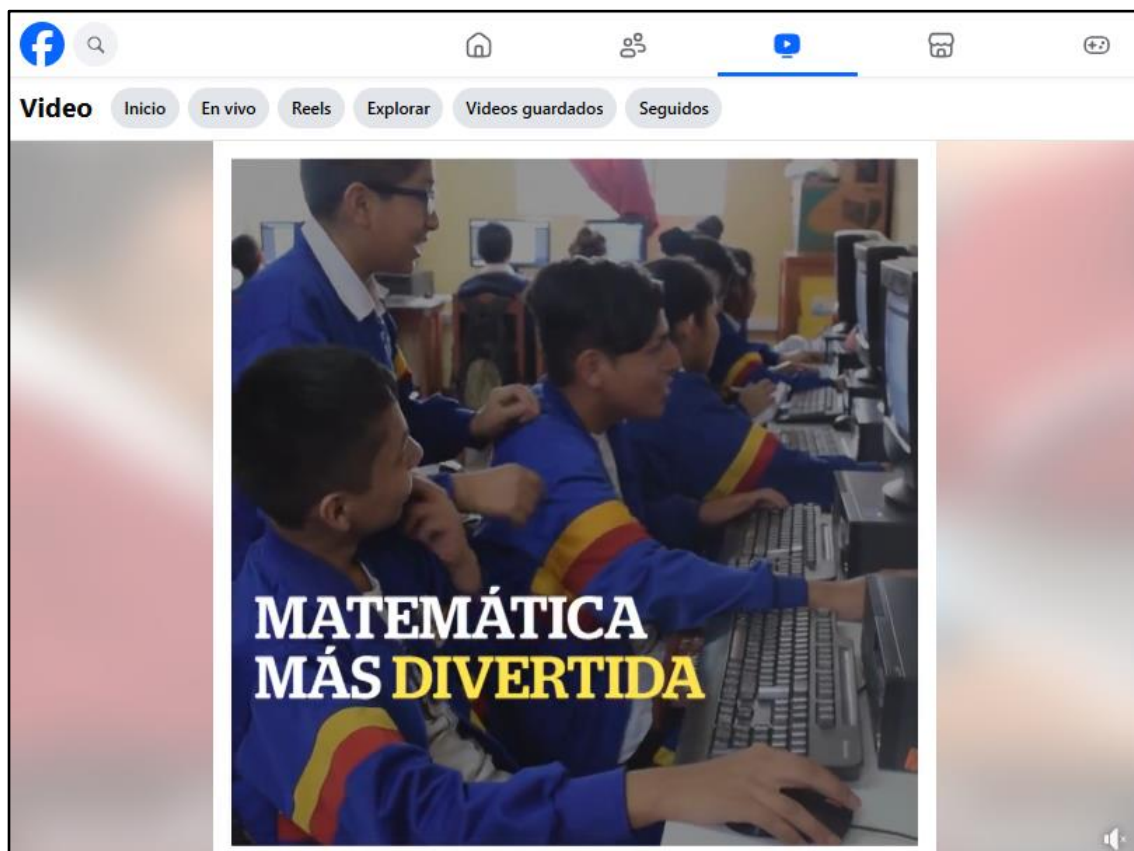 Video Inicio En vivo Reels Explorar Videos guardados Seguidos
MATEMÁTICA
MÁS DIVERTIDA